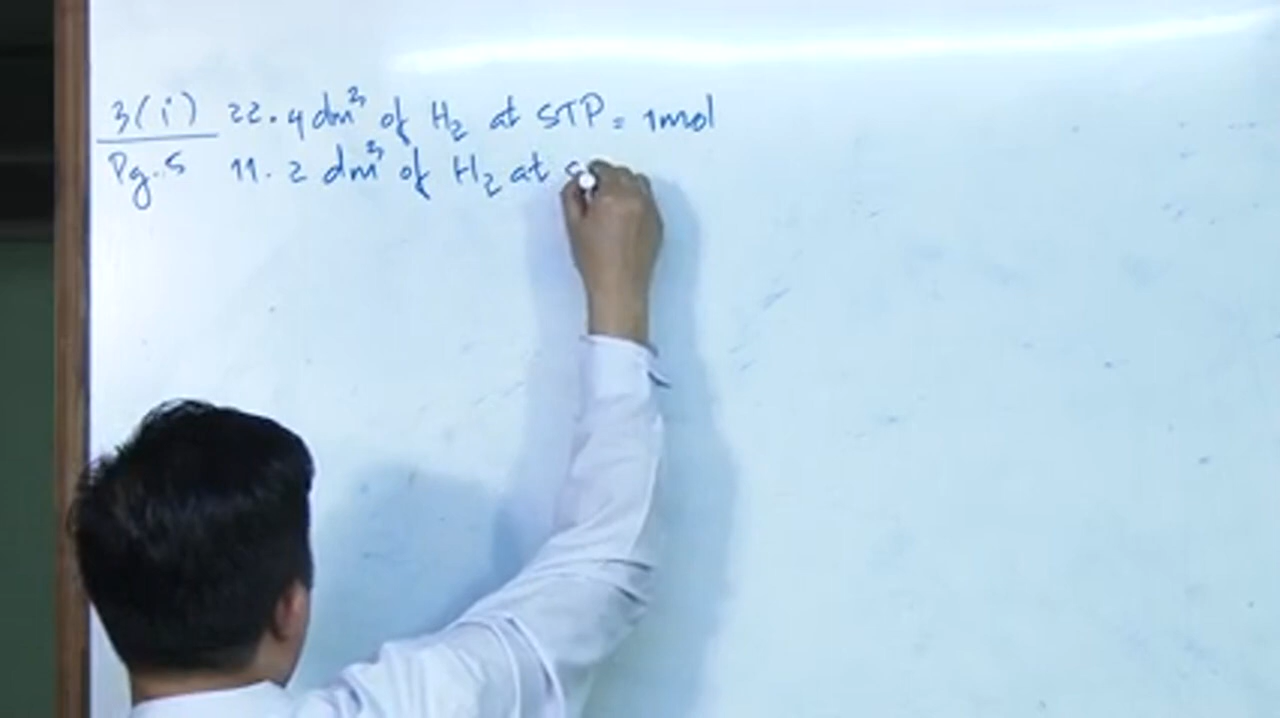 3(i) 22.4 dm³ of H₂ at STP = 1mol
Pg.5 11.2 dm³ of H₂ at